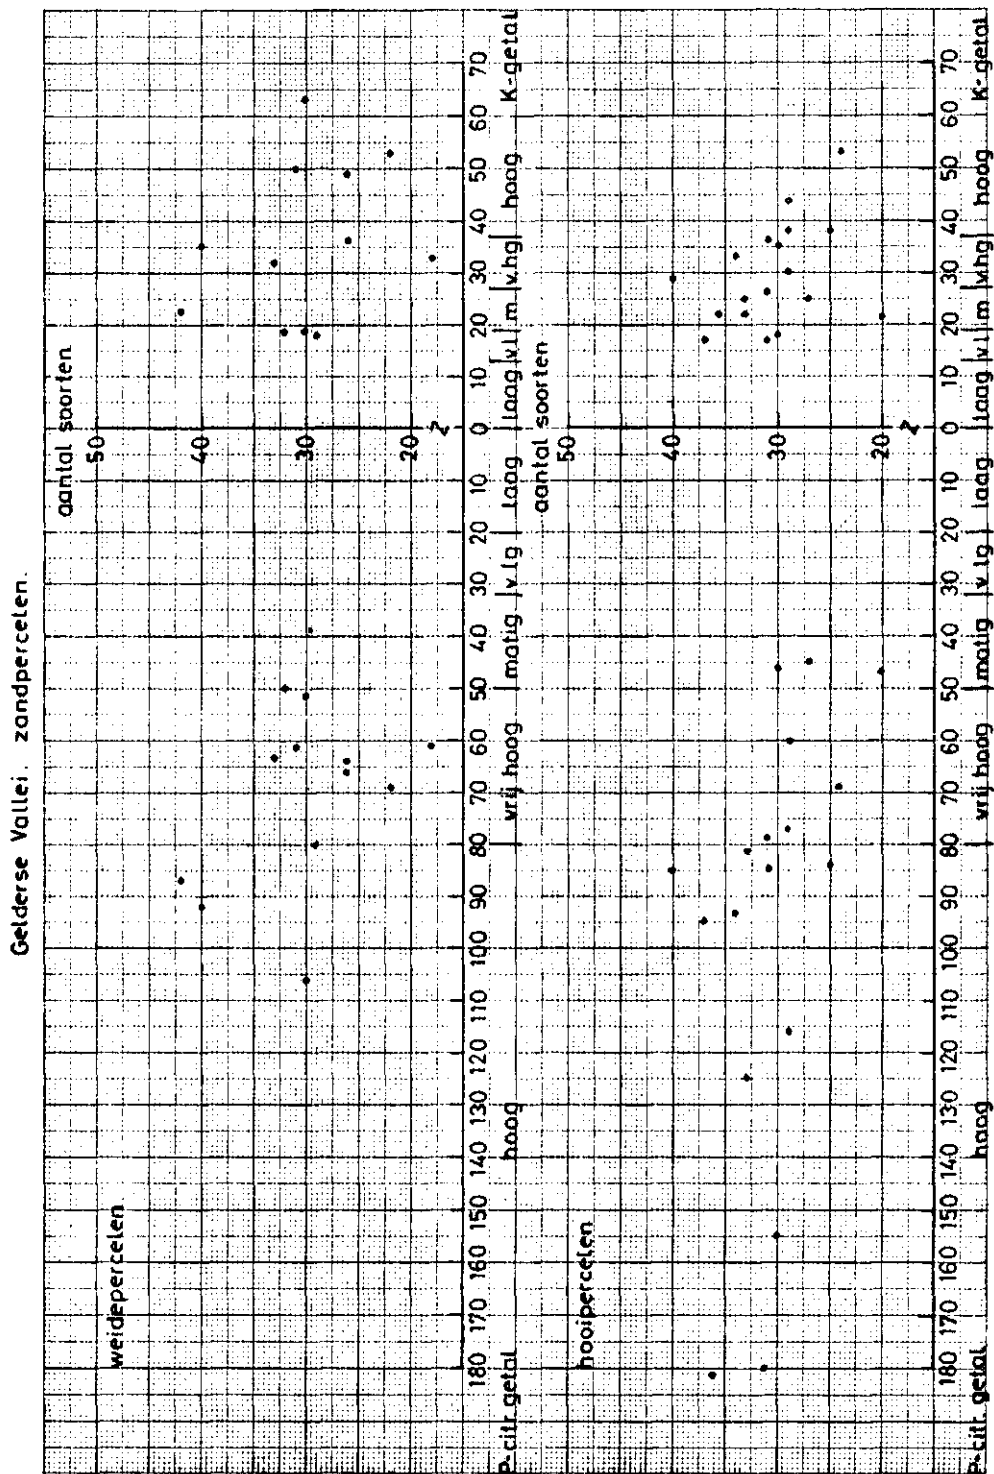 Gelderse Vallei. zandpercelen.
weidepercelen
aantal soorten
50
40
30
20
180 170 160 150 140 130 120 110 100 90 80 70 60 50 40 30 20 10 0 10 20 30 40 50 60 70
P-citr. getal hoog | vrij hoog | matig | v.lg | laag | laag | v.l | m | v.hg | hoog K-getal
hooipercelen
aantal soorten
50
40
30
20
180 170 160 150 140 130 120 110 100 90 80 70 60 50 40 30 20 10 0 10 20 30 40 50 60 70
P-citr. getal hoog | vrij hoog | matig | v.lg | laag | laag | v.l | m | v.hg | hoog K-getal